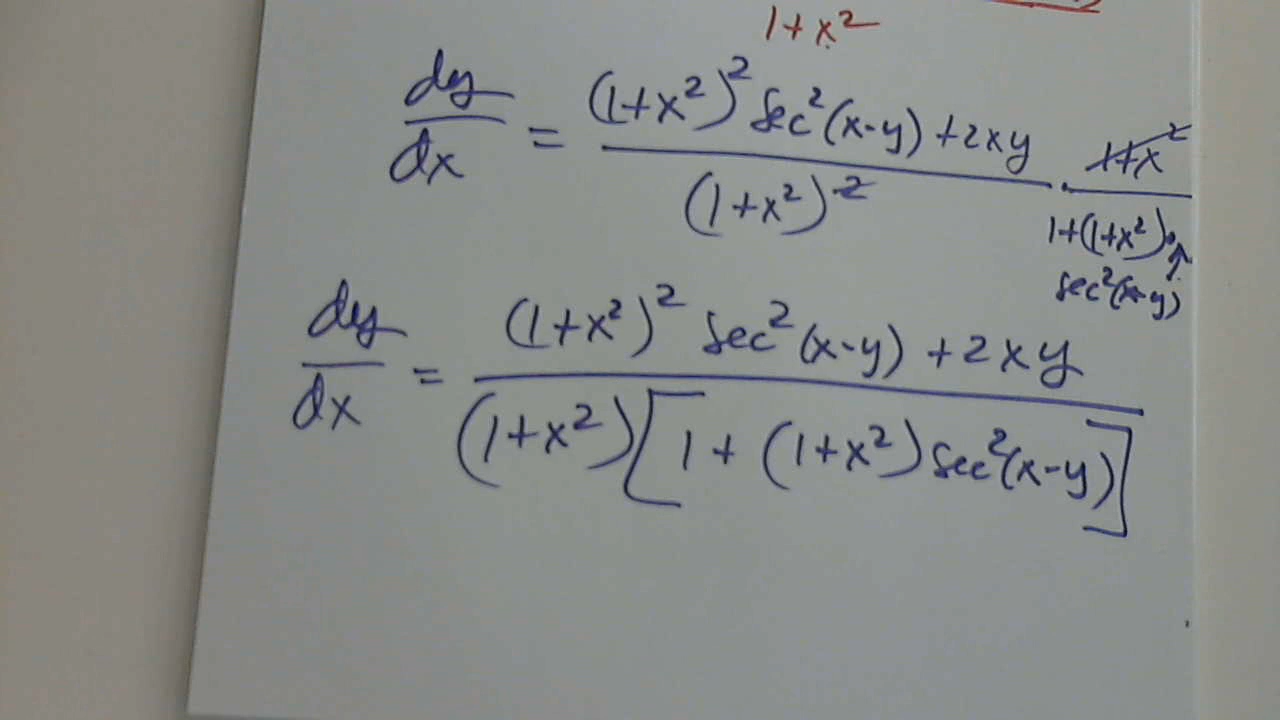 1+x²
dy/dx = ((1+x²)² sec²(x-y) + 2xy)/(1+x²)² · (1+x²)/(1+(1+x²)· sec²(x-y))
dy/dx = ((1+x²)² sec²(x-y) + 2xy)/((1+x²)[1 + (1+x²) sec²(x-y)])